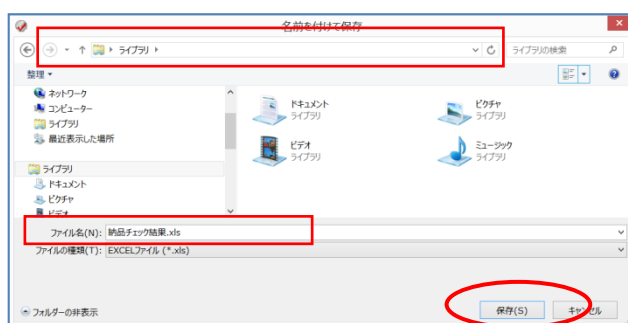 名前を付けて保存
ライブラリ
ライブラリの検索
整理
ネットワーク
コンピューター
ライブラリ
最近表示した場所
ライブラリ
ドキュメント
ピクチャ
ビデオ
ドキュメント
ライブラリ
ピクチャ
ライブラリ
ビデオ
ライブラリ
ミュージック
ライブラリ
ファイル名(N): 納品チェック結果.xls
ファイルの種類(T): EXCELファイル (*.xls)
フォルダーの非表示
保存(S)
キャンセル